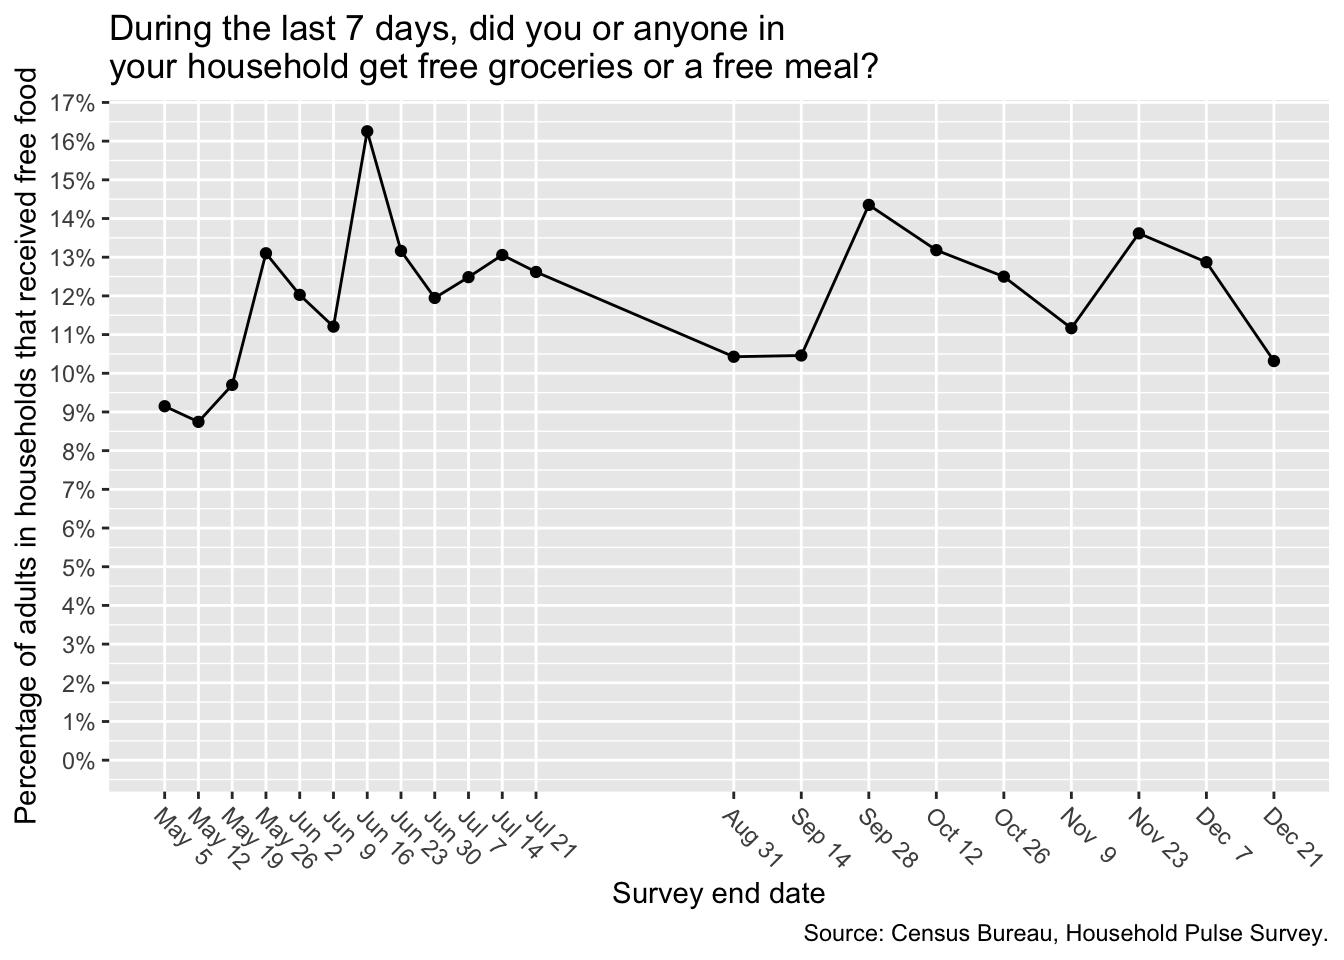 During the last 7 days, did you or anyone in
your household get free groceries or a free meal?
Percentage of adults in households that received free food
17%
16%
15%
14%
13%
12%
11%
10%
9%
8%
7%
6%
5%
4%
3%
2%
1%
0%
May 5
May 12
May 19
May 26
Jun 2
Jun 9
Jun 16
Jun 23
Jun 30
Jul 7
Jul 14
Jul 21
Aug 31
Sep 14
Sep 28
Oct 12
Oct 26
Nov 9
Nov 23
Dec 7
Dec 21
Survey end date
Source: Census Bureau, Household Pulse Survey.